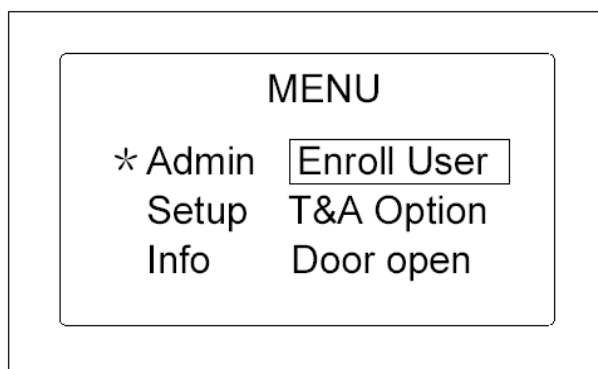 MENU
* Admin Enroll User
Setup T&A Option
Info Door open